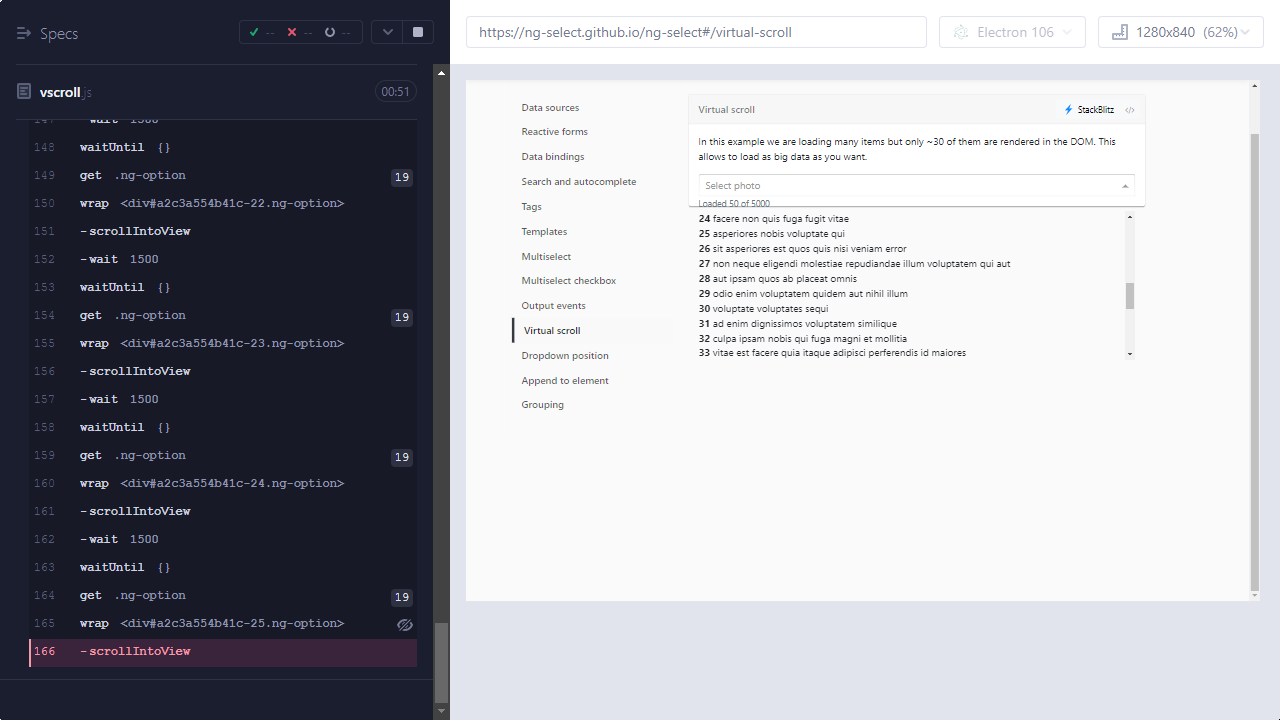 Specs
-- -- --
https://ng-select.github.io/ng-select#/virtual-scroll
Electron 106
1280x840 (62%)
vscroll.js
00:51
147 -wait 1500
148 waitUntil {}
149 get .ng-option 19
150 wrap <div#a2c3a554b41c-22.ng-option>
151 -scrollIntoView
152 -wait 1500
153 waitUntil {}
154 get .ng-option 19
155 wrap <div#a2c3a554b41c-23.ng-option>
156 -scrollIntoView
157 -wait 1500
158 waitUntil {}
159 get .ng-option 19
160 wrap <div#a2c3a554b41c-24.ng-option>
161 -scrollIntoView
162 -wait 1500
163 waitUntil {}
164 get .ng-option 19
165 wrap <div#a2c3a554b41c-25.ng-option>
166 -scrollIntoView
Data sources
Reactive forms
Data bindings
Search and autocomplete
Tags
Templates
Multiselect
Multiselect checkbox
Output events
Virtual scroll
Dropdown position
Append to element
Grouping
Virtual scroll
StackBlitz </>
In this example we are loading many items but only ~30 of them are rendered in the DOM. This
allows to load as big data as you want.
Select photo
Loaded 50 of 5000
24 facere non quis fuga fugit vitae
25 asperiores nobis voluptate qui
26 sit asperiores est quos quis nisi veniam error
27 non neque eligendi molestiae repudiandae illum voluptatem qui aut
28 aut ipsam quos ab placeat omnis
29 odio enim voluptatem quidem aut nihil illum
30 voluptate voluptates sequi
31 ad enim dignissimos voluptatem similique
32 culpa ipsam nobis qui fuga magni et mollitia
33 vitae est facere quia itaque adipisci perferendis id maiores